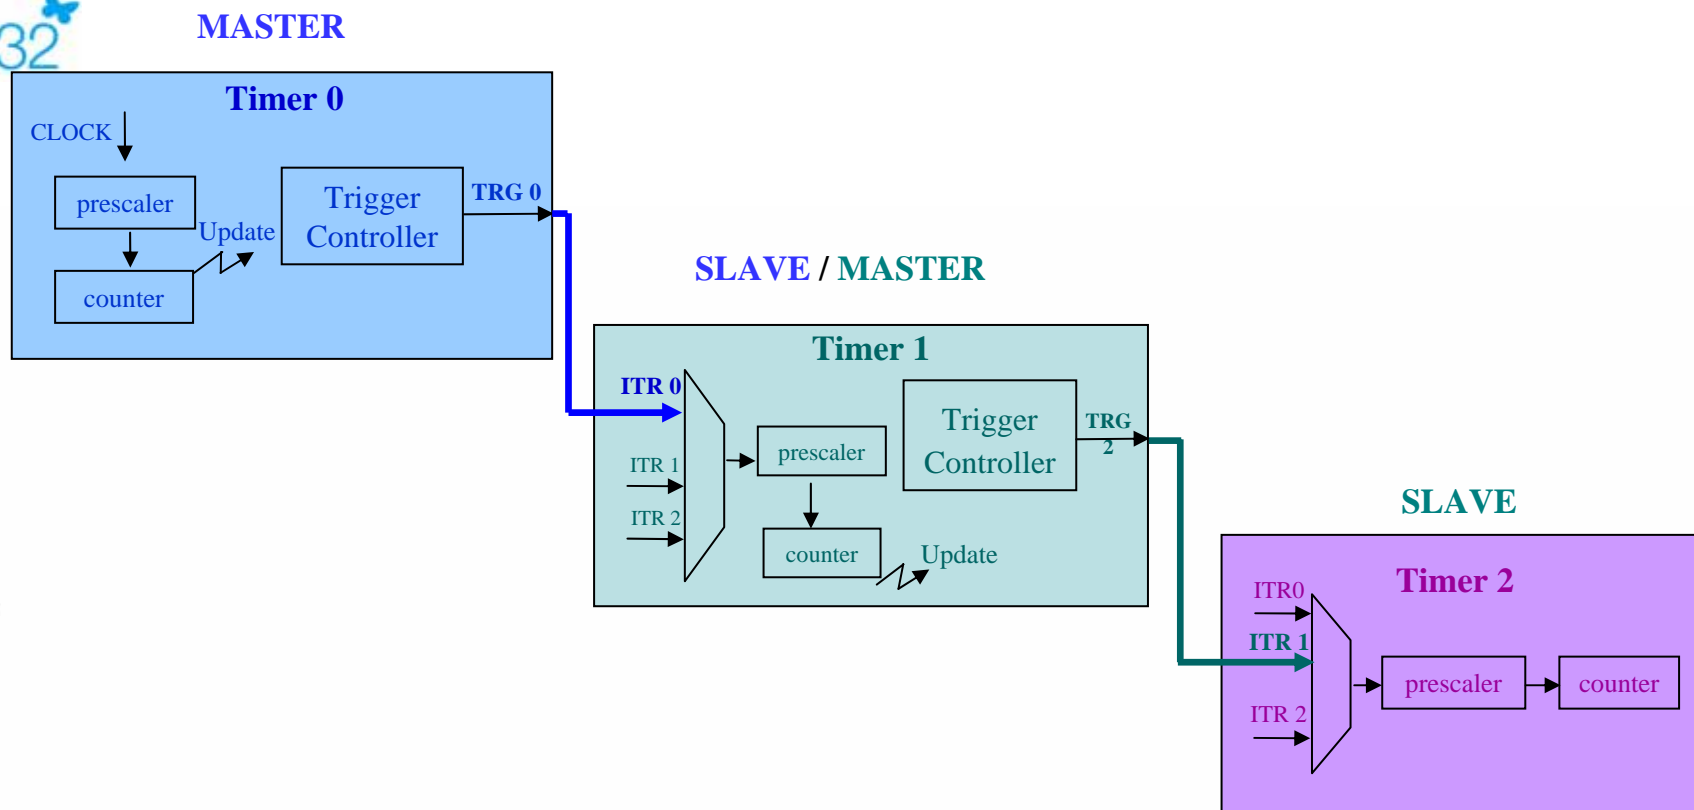 32
MASTER
Timer 0
CLOCK
prescaler
Update
counter
Trigger
Controller
TRG 0
SLAVE / MASTER
Timer 1
ITR 0
ITR 1
ITR 2
prescaler
counter
Update
Trigger
Controller
TRG
2
SLAVE
Timer 2
ITR0
ITR 1
ITR 2
prescaler
counter